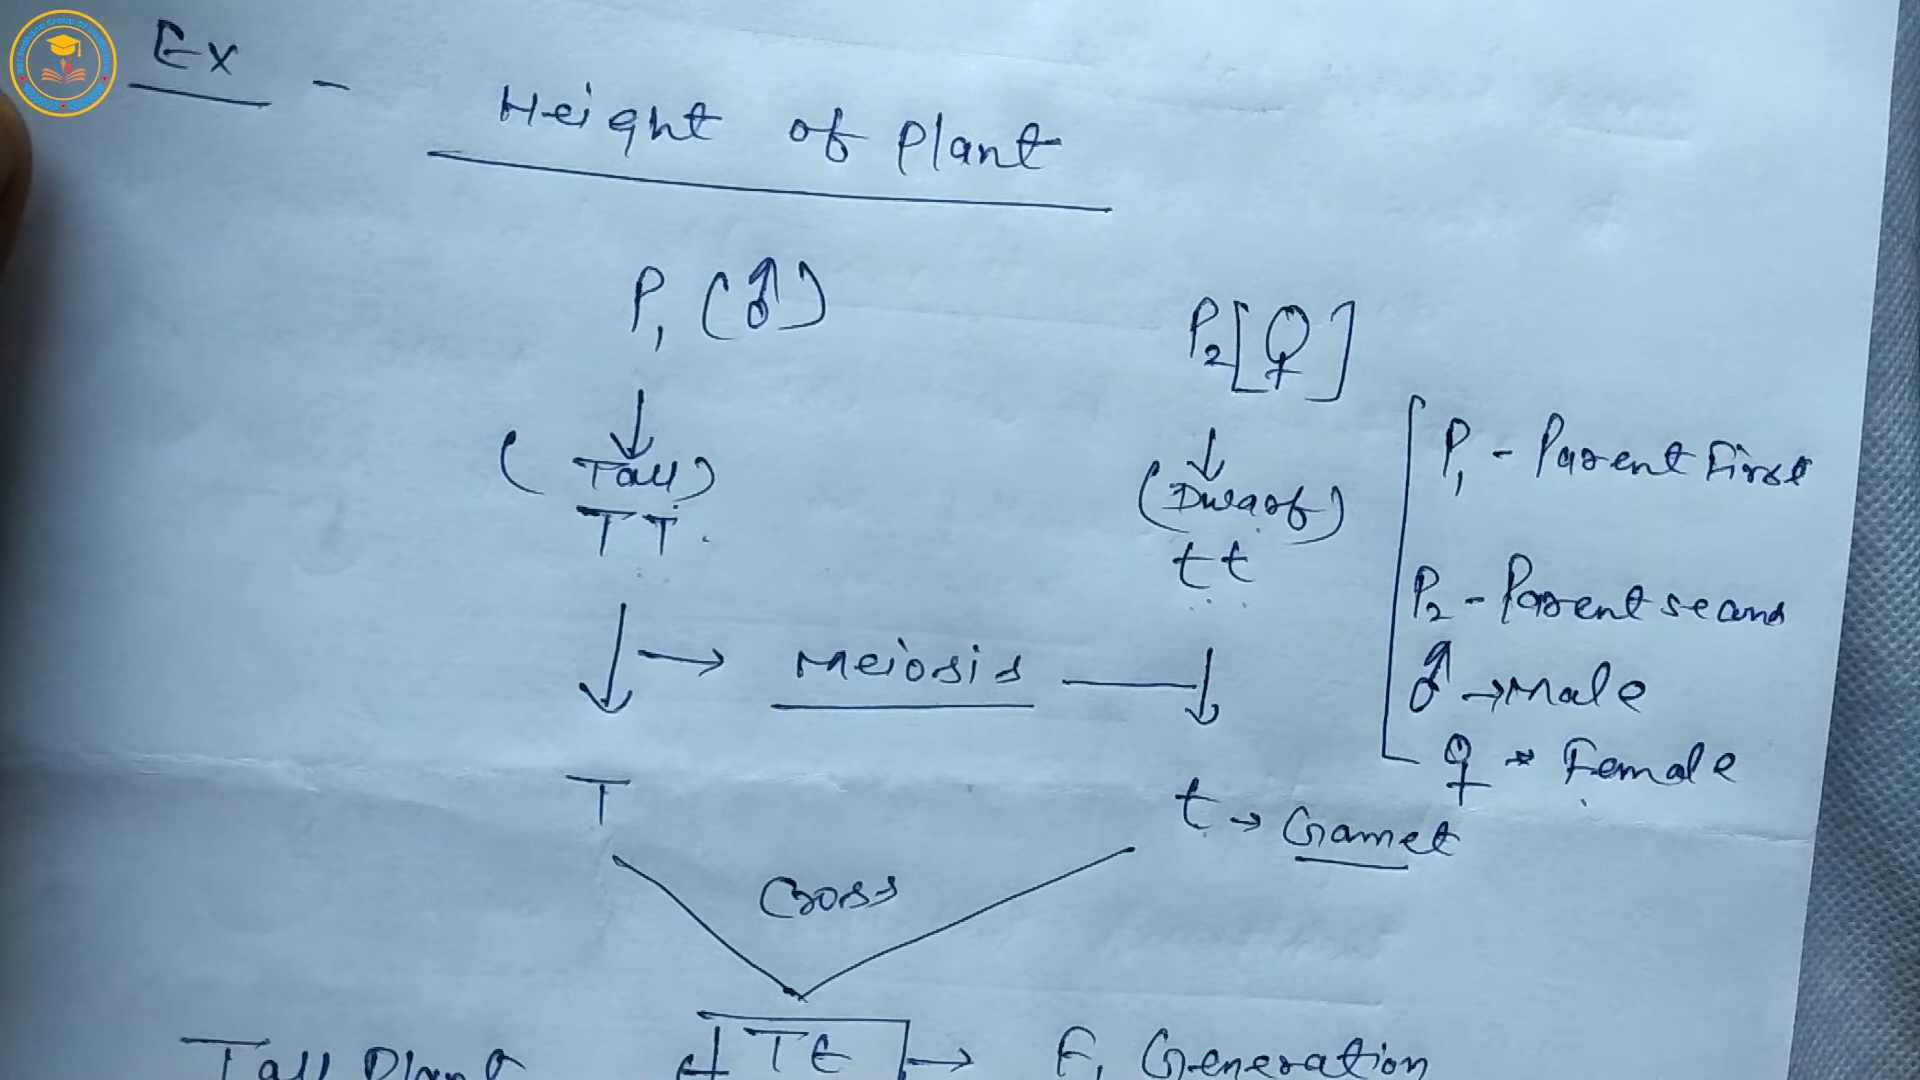 Ex -
Height of Plant
P1 (♂)
P2 [♀]
(Tall)
TT
(Dwarf)
tt
P1 - Parent First
P2 - Parent secand
♂ → Male
♀ → Female
→ Meiosis
T
t → Gamet
Cross
Tall Plant
Tt → F1 Generation